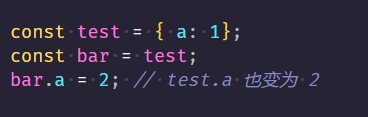 const test = { a: 1};
const bar = test;
bar.a = 2; // test.a 也变为 2